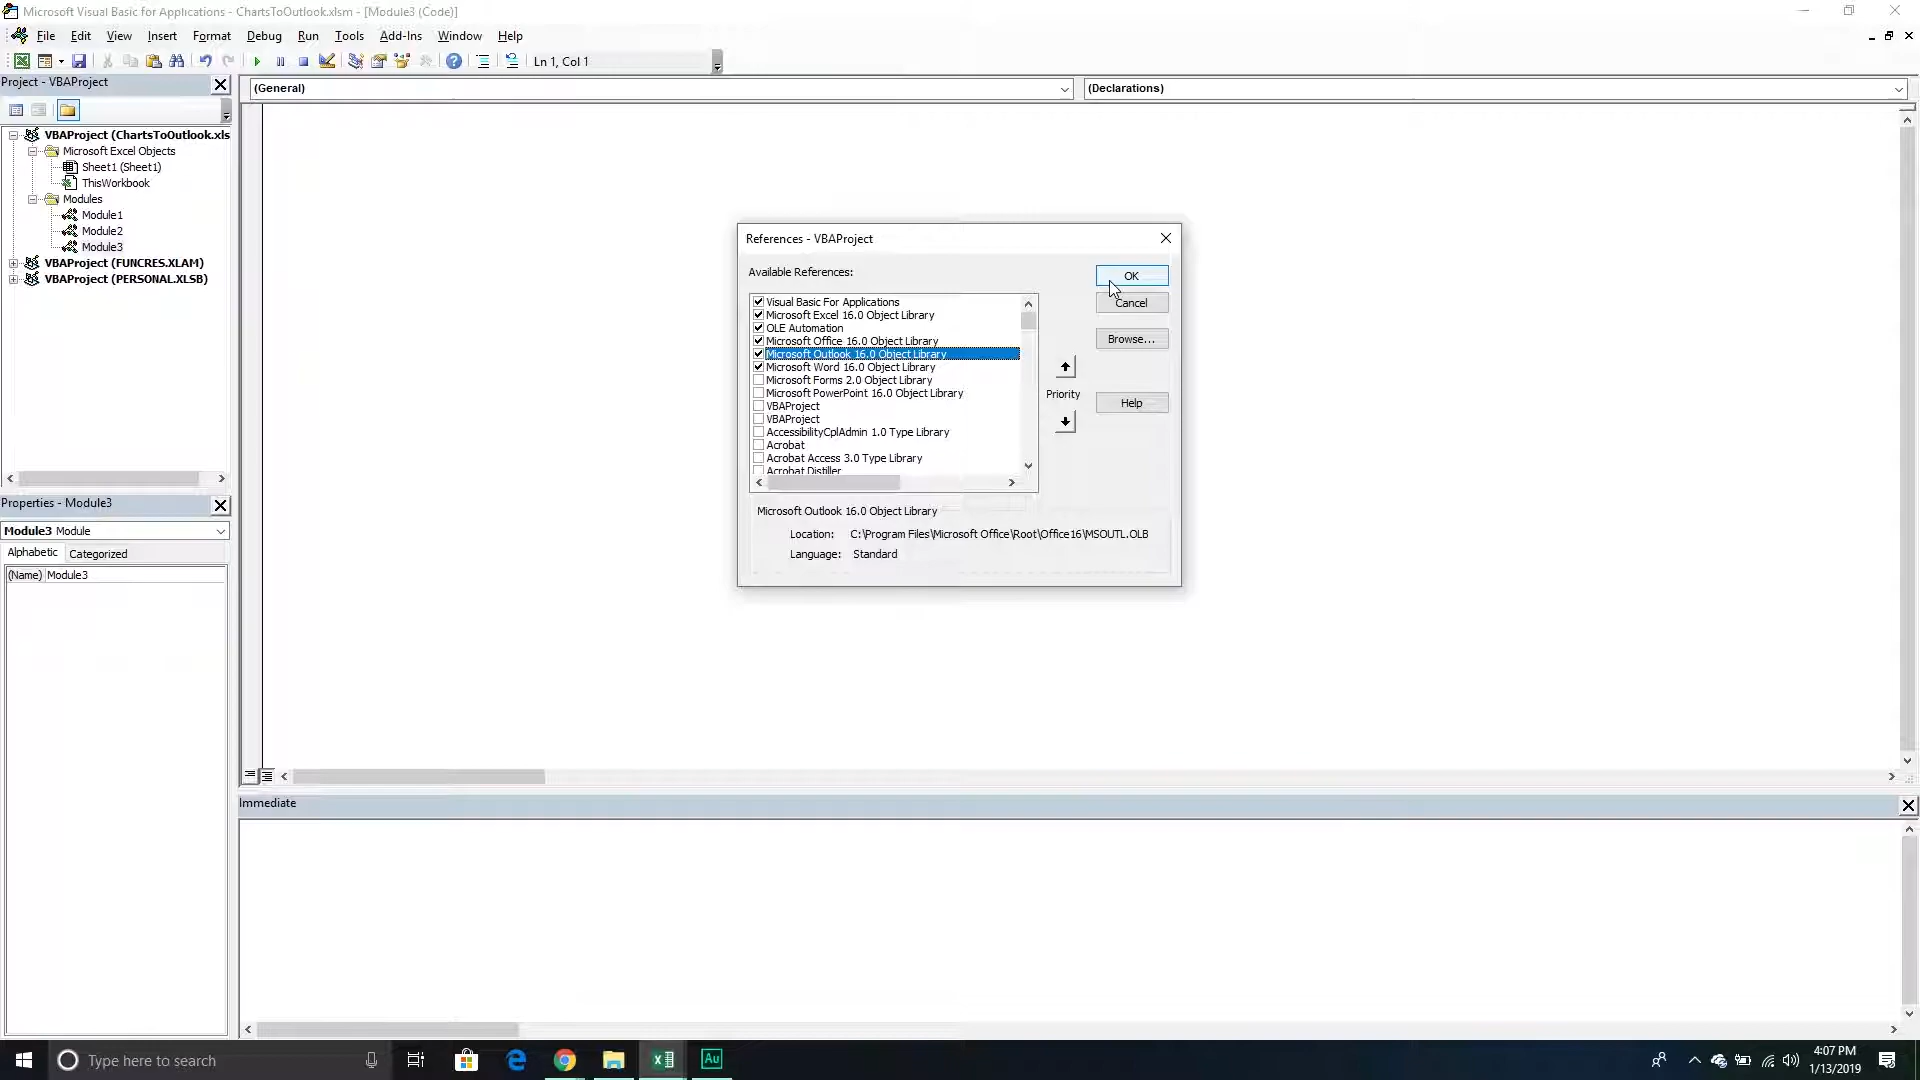 Microsoft Visual Basic for Applications - ChartsToOutlook.xlsm - [Module3 (Code)]
File Edit View Insert Format Debug Run Tools Add-Ins Window Help
Ln 1, Col 1
Project - VBAProject
(General)
(Declarations)
VBAProject (ChartsToOutlook.xls
Microsoft Excel Objects
Sheet1 (Sheet1)
ThisWorkbook
Modules
Module1
Module2
Module3
VBAProject (FUNCRES.XLAM)
VBAProject (PERSONAL.XLSB)
Properties - Module3
Module3 Module
Alphabetic Categorized
(Name) Module3
References - VBAProject
Available References:
Visual Basic For Applications
Microsoft Excel 16.0 Object Library
OLE Automation
Microsoft Office 16.0 Object Library
Microsoft Outlook 16.0 Object Library
Microsoft Word 16.0 Object Library
Microsoft Forms 2.0 Object Library
Microsoft PowerPoint 16.0 Object Library
VBAProject
VBAProject
AccessibilityCplAdmin 1.0 Type Library
Acrobat
Acrobat Access 3.0 Type Library
Acrobat Distiller
OK
Cancel
Browse...
Priority
Help
Microsoft Outlook 16.0 Object Library
Location: C:\Program Files\Microsoft Office\Root\Office16\MSOUTL.OLB
Language: Standard
Immediate
Type here to search
Au
4:07 PM
1/13/2019